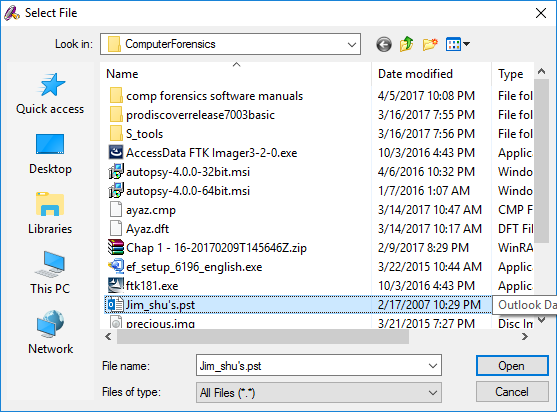 Select File
Look in: ComputerForensics
Name Date modified Type
comp forensics software manuals 4/5/2017 10:08 PM File fol
prodiscoverrelease7003basic 3/16/2017 7:55 PM File fol
S_tools 3/16/2017 7:56 PM File fol
AccessData FTK Imager3-2-0.exe 10/3/2016 4:43 PM Applic
autopsy-4.0.0-32bit.msi 4/6/2016 10:32 PM Windo
autopsy-4.0.0-64bit.msi 1/7/2016 1:07 AM Windo
ayaz.cmp 3/14/2017 10:47 AM CMP F
Ayaz.dft 3/14/2017 10:17 AM DFT Fi
Chap 1 - 16-20170209T145646Z.zip 2/9/2017 8:29 PM WinRA
ef_setup_6196_english.exe 3/22/2015 10:44 AM Applic
ftk181.exe 10/3/2016 4:43 PM Applic
Jim_shu's.pst 2/17/2007 10:29 PM Outlook Da
precious.img 3/21/2015 7:27 PM Disc Im
Quick access
Desktop
Libraries
This PC
Network
File name: Jim_shu's.pst Open
Files of type: All Files (*.*) Cancel